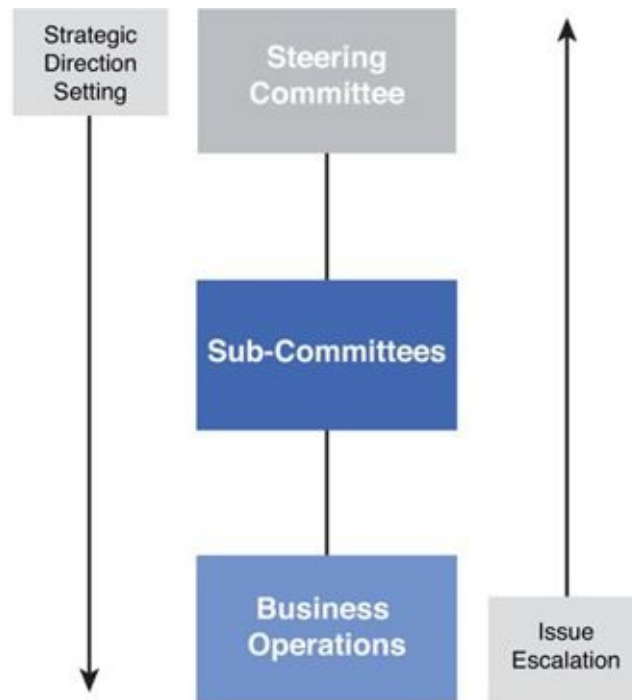 Strategic
Direction
Setting
Steering
Committee
Sub-Committees
Business
Operations
Issue
Escalation